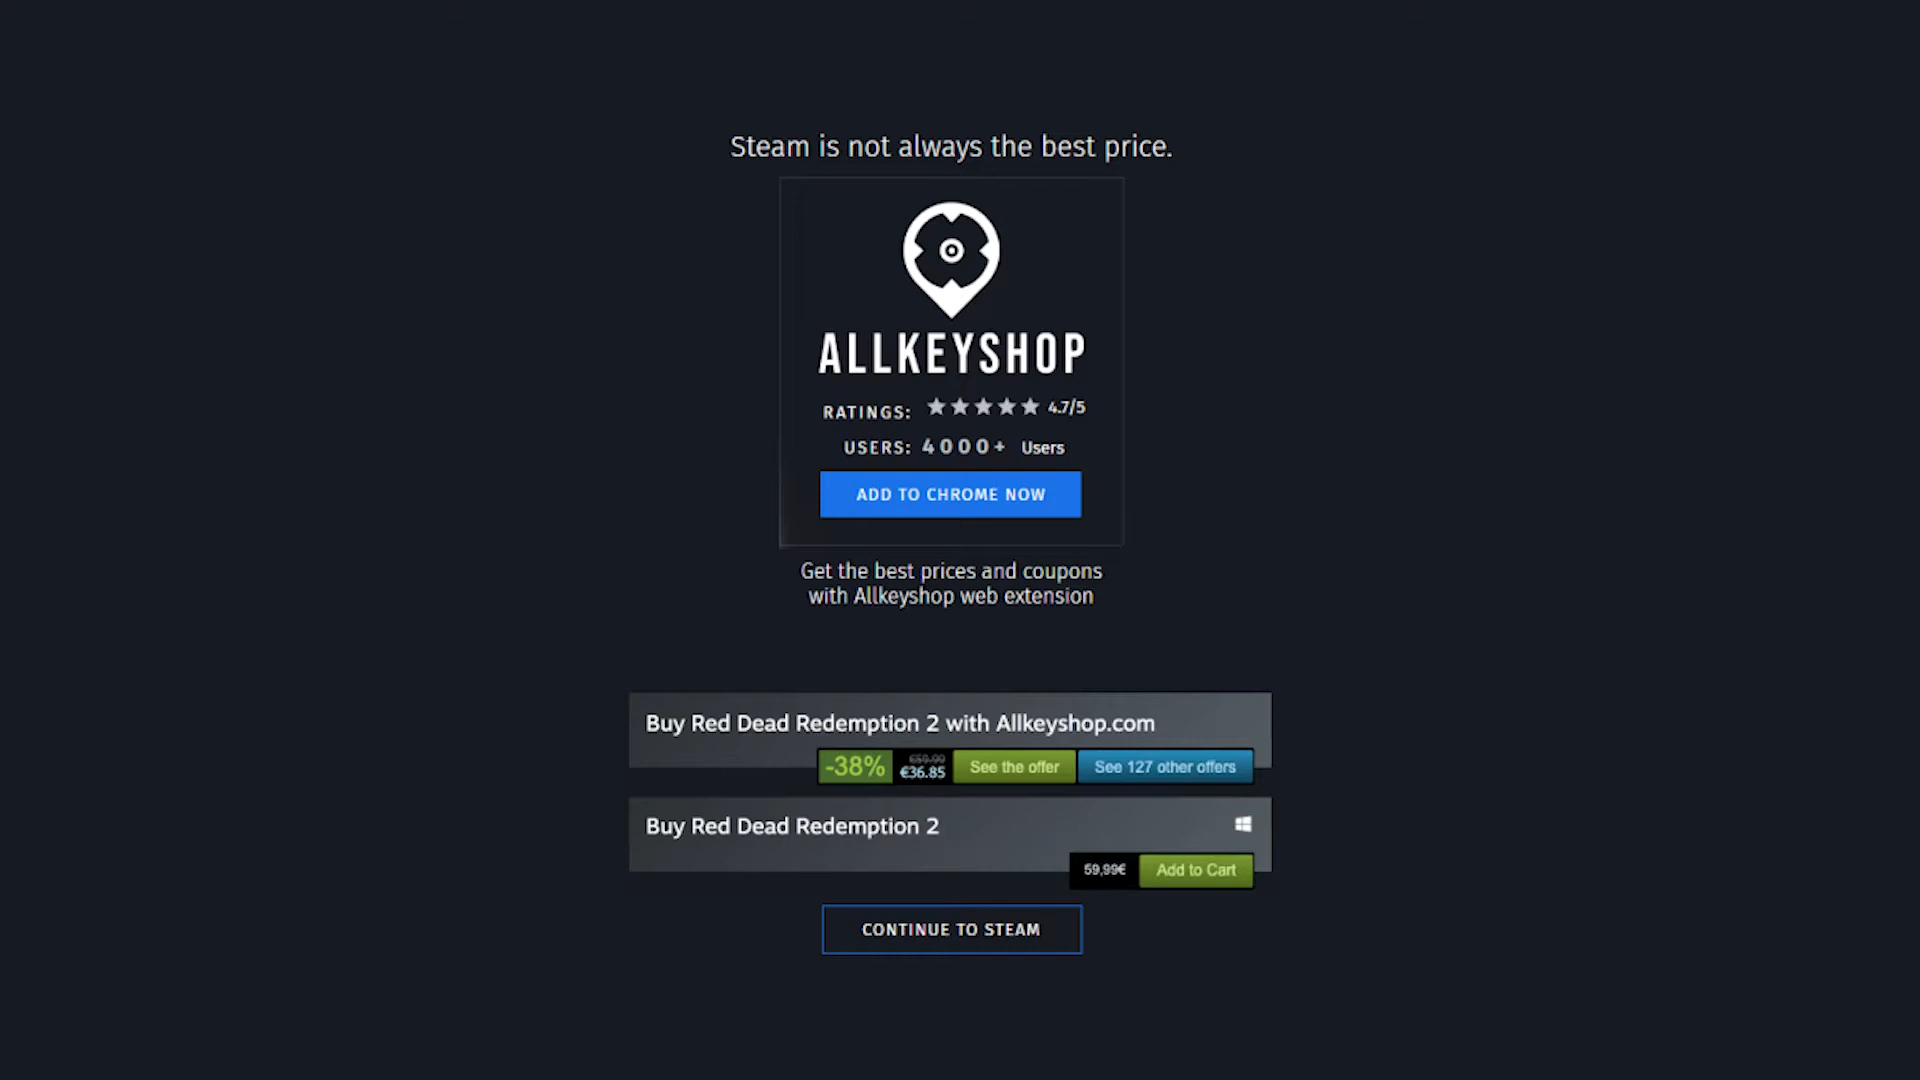 Steam is not always the best price.
ALLKEYSHOP
RATINGS: ★★★★★ 4.7/5
USERS: 4000+ Users
ADD TO CHROME NOW
Get the best prices and coupons
with Allkeyshop web extension
Buy Red Dead Redemption 2 with Allkeyshop.com
-38% €59.99 €36.85 See the offer See 127 other offers
Buy Red Dead Redemption 2
59,99€ Add to Cart
CONTINUE TO STEAM